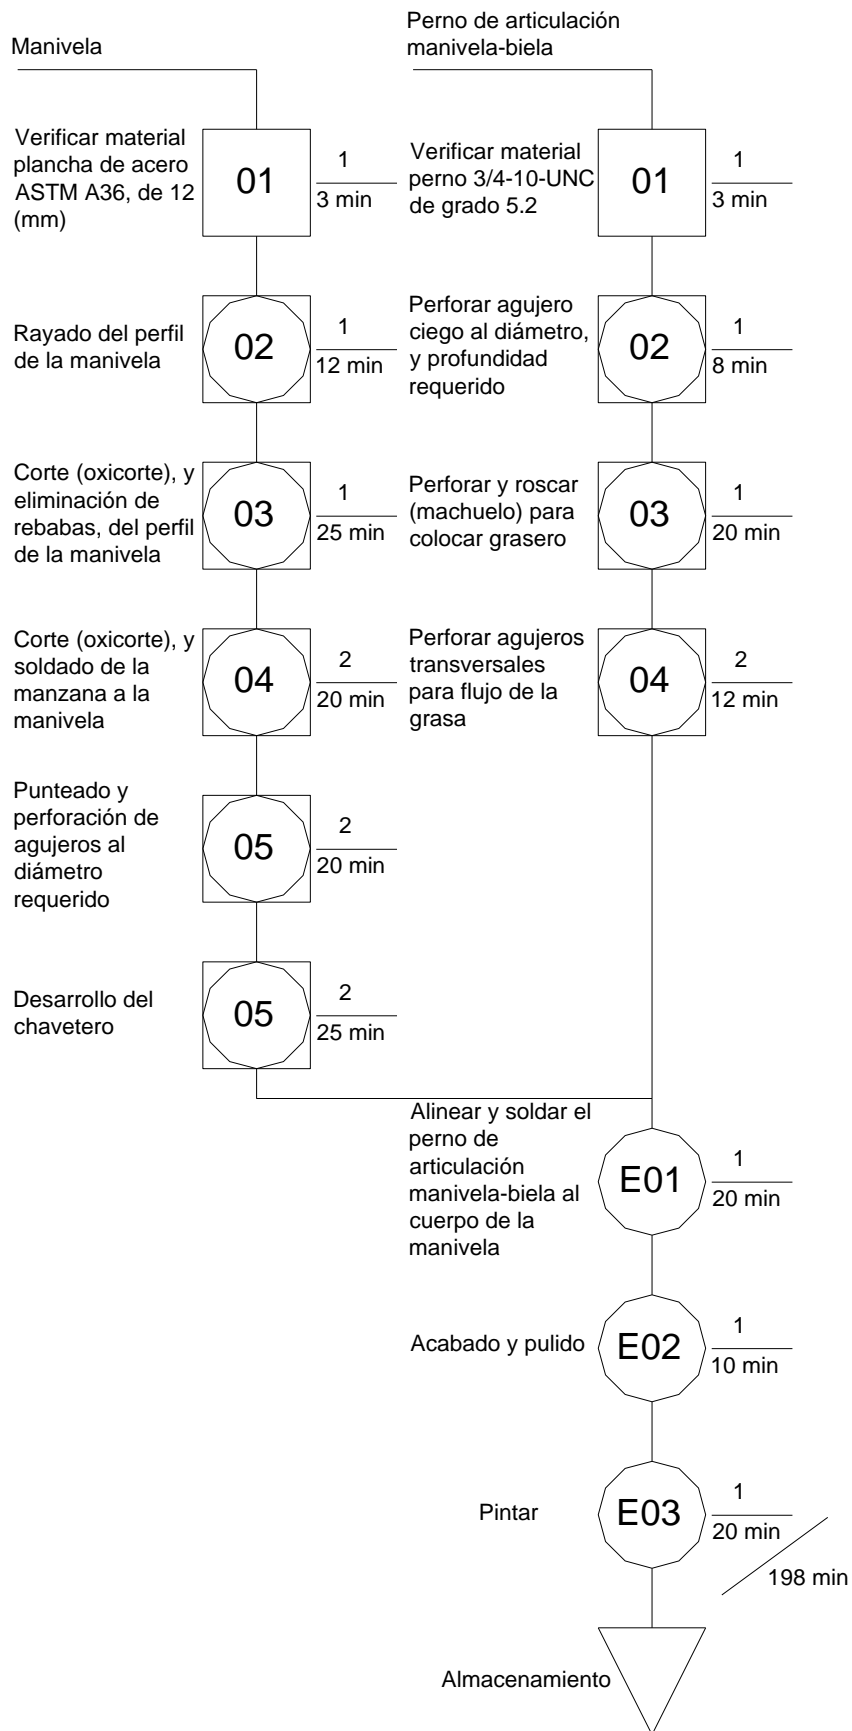 Manivela
Verificar material
plancha de acero
ASTM A36, de 12
(mm)
01
1
3 min
Rayado del perfil
de la manivela
02
1
12 min
Corte (oxicorte), y
eliminación de
rebabas, del perfil
de la manivela
03
1
25 min
Corte (oxicorte), y
soldado de la
manzana a la
manivela
04
2
20 min
Punteado y
perforación de
agujeros al
diámetro
requerido
05
2
20 min
Desarrollo del
chavetero
05
2
25 min
Perno de articulación
manivela-biela
Verificar material
perno 3/4-10-UNC
de grado 5.2
01
1
3 min
Perforar agujero
ciego al diámetro,
y profundidad
requerido
02
1
8 min
Perforar y roscar
(machuelo) para
colocar grasero
03
1
20 min
Perforar agujeros
transversales
para flujo de la
grasa
04
2
12 min
Alinear y soldar el
perno de
articulación
manivela-biela al
cuerpo de la
manivela
E01
1
20 min
Acabado y pulido
E02
1
10 min
Pintar
E03
1
20 min
198 min
Almacenamiento